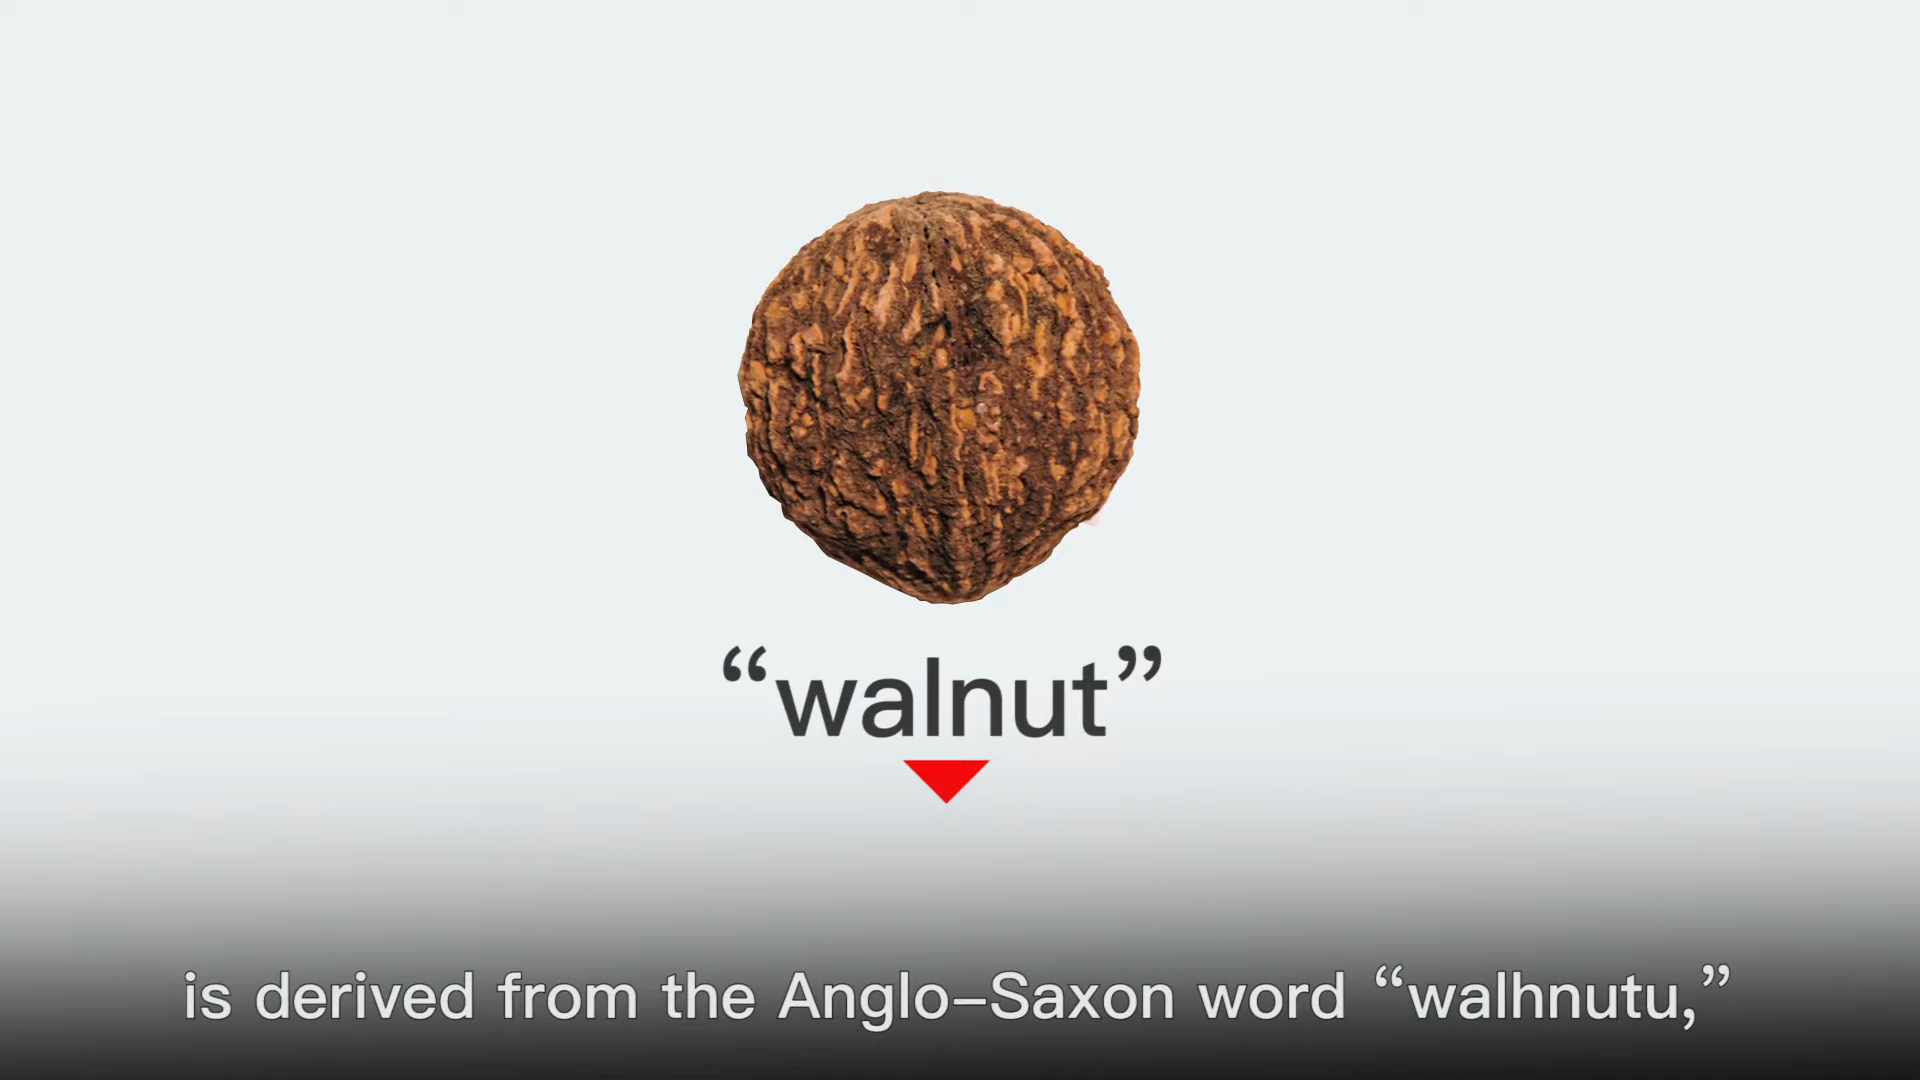 “walnut”
is derived from the Anglo–Saxon word “walhnutu,”